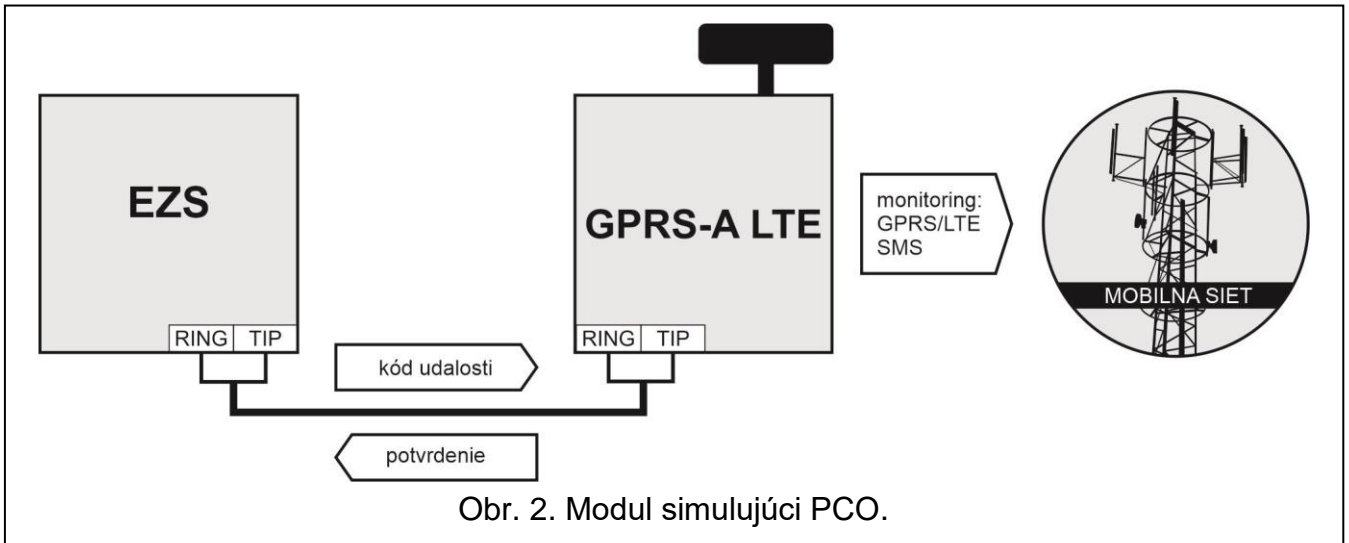 EZS
RING TIP
GPRS-A LTE
RING TIP
monitoring:
GPRS/LTE
SMS
MOBILNA SIET
kód udalosti
potvrdenie
Obr. 2. Modul simulujúci PCO.